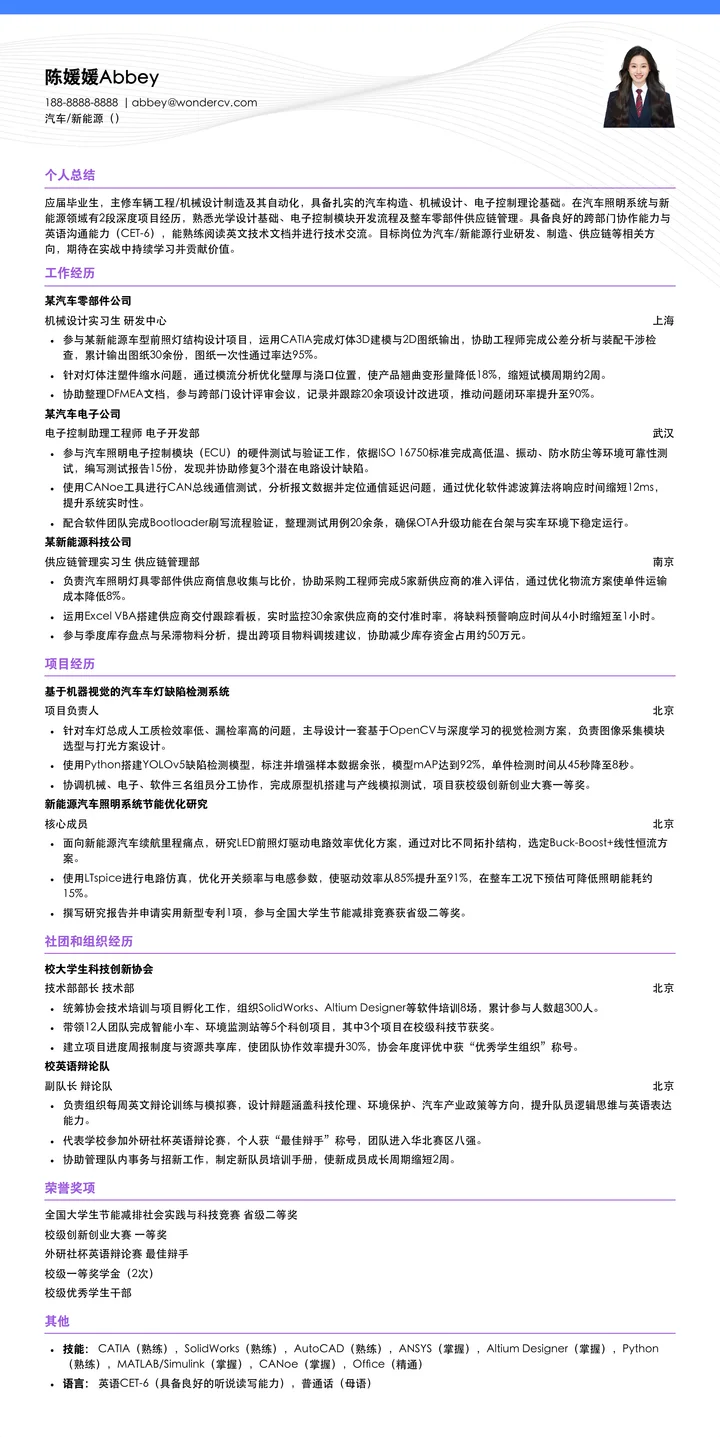 陈媛媛Abbey
188-8888-8888 | abbey@wondercv.com
汽车/新能源（）
个人总结
应届毕业生，主修车辆工程/机械设计制造及其自动化，具备扎实的汽车构造、机械设计、电子控制理论基础。在汽车照明系统与新
能源领域有2段深度项目经历，熟悉光学设计基础、电子控制模块开发流程及整车零部件供应链管理。具备良好的跨部门协作能力与
英语沟通能力（CET-6），能熟练阅读英文技术文档并进行技术交流。目标岗位为汽车/新能源行业研发、制造、供应链等相关方
向，期待在实战中持续学习并贡献价值。
工作经历
某汽车零部件公司
机械设计实习生 研发中心 上海
• 参与某新能源车型前照灯结构设计项目，运用CATIA完成灯体3D建模与2D图纸输出，协助工程师完成公差分析与装配干涉检
查，累计输出图纸30余份，图纸一次性通过率达95%。
• 针对灯体注塑件缩水问题，通过模流分析优化壁厚与浇口位置，使产品翘曲变形量降低18%，缩短试模周期约2周。
• 协助整理DFMEA文档，参与跨部门设计评审会议，记录并跟踪20余项设计改进项，推动问题闭环率提升至90%。
某汽车电子公司
电子控制助理工程师 电子开发部 武汉
• 参与汽车照明电子控制模块（ECU）的硬件测试与验证工作，依据ISO 16750标准完成高低温、振动、防水防尘等环境可靠性测
试，编写测试报告15份，发现并协助修复3个潜在电路设计缺陷。
• 使用CANoe工具进行CAN总线通信测试，分析报文数据并定位通信延迟问题，通过优化软件滤波算法将响应时间缩短12ms，
提升系统实时性。
• 配合软件团队完成Bootloader刷写流程验证，整理测试用例20余条，确保OTA升级功能在台架与实车环境下稳定运行。
某新能源科技公司
供应链管理实习生 供应链管理部 南京
• 负责汽车照明灯具零部件供应商信息收集与比价，协助采购工程师完成5家新供应商的准入评估，通过优化物流方案使单件运输
成本降低8%。
• 运用Excel VBA搭建供应商交付跟踪看板，实时监控30余家供应商的交付准时率，将缺料预警响应时间从4小时缩短至1小时。
• 参与季度库存盘点与呆滞物料分析，提出跨项目物料调拨建议，协助减少库存资金占用约50万元。
项目经历
基于机器视觉的汽车车灯缺陷检测系统
项目负责人 北京
• 针对车灯总成人工质检效率低、漏检率高的问题，主导设计一套基于OpenCV与深度学习的视觉检测方案，负责图像采集模块
选型与打光方案设计。
• 使用Python搭建YOLOv5缺陷检测模型，标注并增强样本数据余张，模型mAP达到92%，单件检测时间从45秒降至8秒。
• 协调机械、电子、软件三名组员分工协作，完成原型机搭建与产线模拟测试，项目获校级创新创业大赛一等奖。
新能源汽车照明系统节能优化研究
核心成员 北京
• 面向新能源汽车续航里程痛点，研究LED前照灯驱动电路效率优化方案，通过对比不同拓扑结构，选定Buck-Boost+线性恒流方
案。
• 使用LTspice进行电路仿真，优化开关频率与电感参数，使驱动效率从85%提升至91%，在整车工况下预估可降低照明能耗约
15%。
• 撰写研究报告并申请实用新型专利1项，参与全国大学生节能减排竞赛获省级二等奖。
社团和组织经历
校大学生科技创新协会
技术部部长 技术部 北京
• 统筹协会技术培训与项目孵化工作，组织SolidWorks、Altium Designer等软件培训8场，累计参与人数超300人。
• 带领12人团队完成智能小车、环境监测站等5个科创项目，其中3个项目在校级科技节获奖。
• 建立项目进度周报制度与资源共享库，使团队协作效率提升30%，协会年度评优中获“优秀学生组织”称号。
校英语辩论队
副队长 辩论队 北京
• 负责组织每周英文辩论训练与模拟赛，设计辩题涵盖科技伦理、环境保护、汽车产业政策等方向，提升队员逻辑思维与英语表达
能力。
• 代表学校参加外研社杯英语辩论赛，个人获“最佳辩手”称号，团队进入华北赛区八强。
• 协助管理队内事务与招新工作，制定新队员培训手册，使新成员成长周期缩短2周。
荣誉奖项
全国大学生节能减排社会实践与科技竞赛 省级二等奖
校级创新创业大赛 一等奖
外研社杯英语辩论赛 最佳辩手
校级一等奖学金（2次）
校级优秀学生干部
其他
• 技能： CATIA（熟练）, SolidWorks（熟练）, AutoCAD（熟练）, ANSYS（掌握）, Altium Designer（掌握）, Python
（熟练）, MATLAB/Simulink（掌握）, CANoe（掌握）, Office（精通）
• 语言： 英语CET-6（具备良好的听说读写能力）, 普通话（母语）